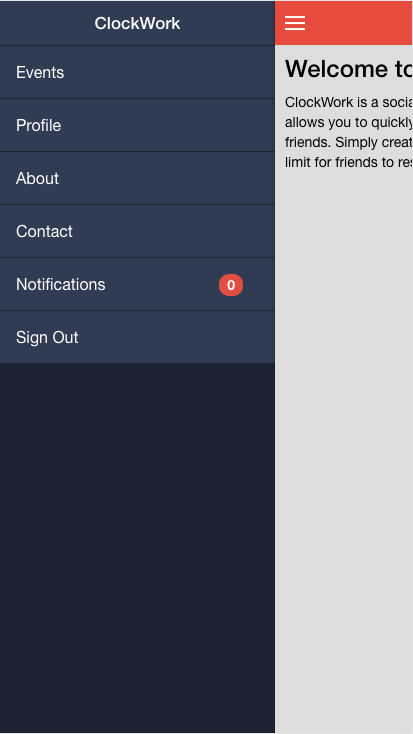 ClockWork
Events
Profile
About
Contact
Notifications 0
Sign Out
Welcome to
ClockWork is a socia
allows you to quickly
friends. Simply creat
limit for friends to res